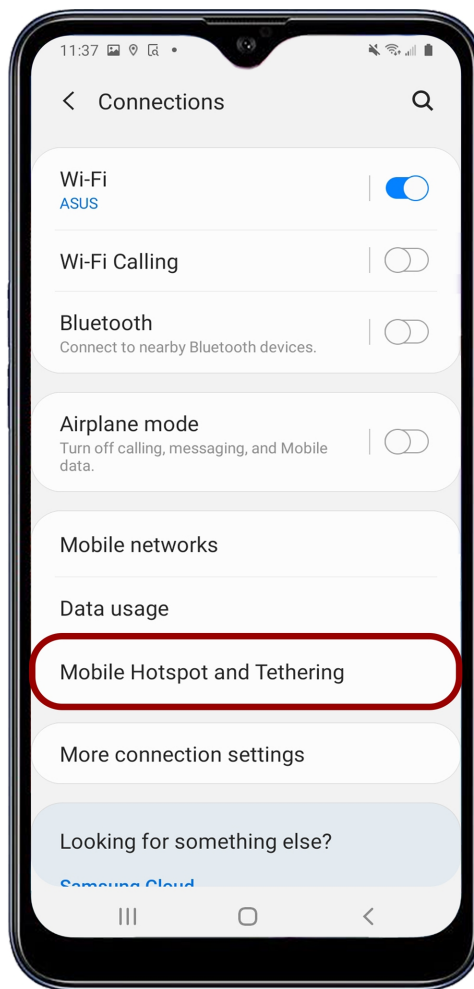 11:37
Connections
Wi-Fi
ASUS
Wi-Fi Calling
Bluetooth
Connect to nearby Bluetooth devices.
Airplane mode
Turn off calling, messaging, and Mobile
data.
Mobile networks
Data usage
Mobile Hotspot and Tethering
More connection settings
Looking for something else?
Samsung Cloud